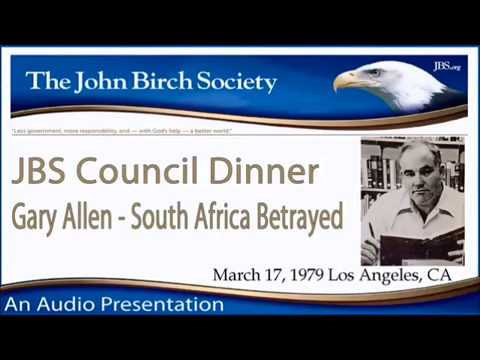 JBS.org
The John Birch Society
"Less government, more responsibility, and — with God's help — a better world."
JBS Council Dinner
Gary Allen - South Africa Betrayed
March 17, 1979 Los Angeles, CA
An Audio Presentation